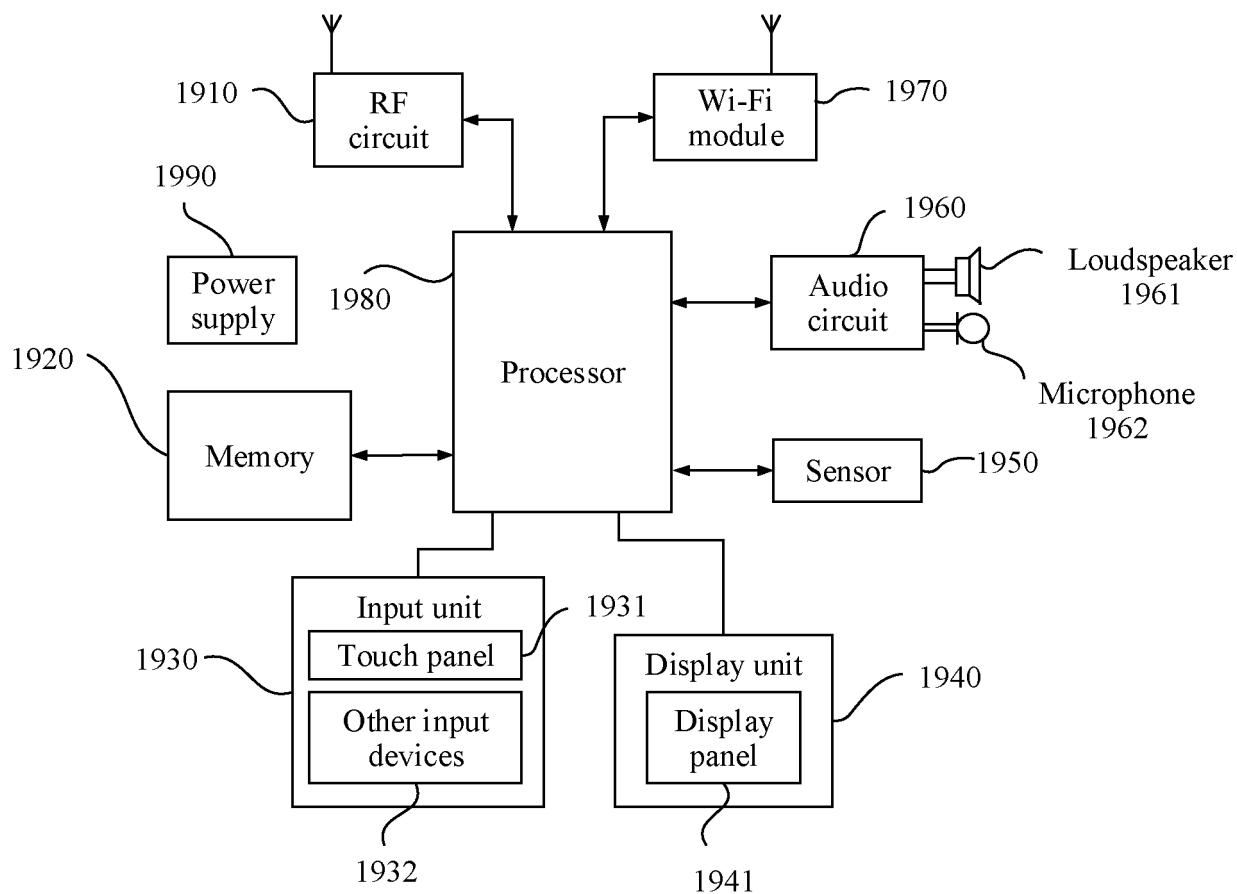 1910
RF
circuit
Wi-Fi
module
1970
1990
Power
supply
1980
1960
Audio
circuit
Loudspeaker
1961
Microphone
1962
1920
Memory
Processor
Sensor
1950
Input unit
1931
Touch panel
1930
Other input
devices
1932
Display unit
1940
Display
panel
1941